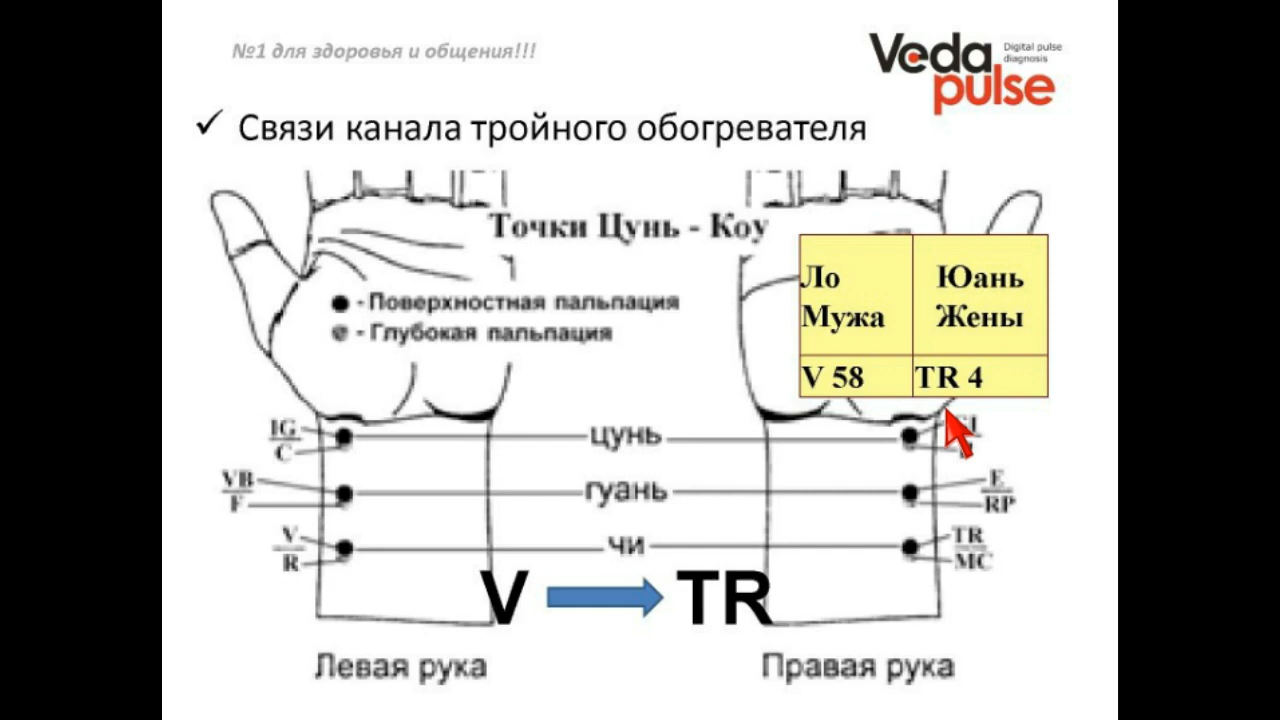 №1 для здоровья и общения!!!
Veda pulse
Digital pulse
diagnosis
✓ Связи канала тройного обогревателя
Точки Цунь - Коу
- Поверхностная пальпация
- Глубокая пальпация
Ло Мужа
Юань Жены
V 58
TR 4
IG
C
цунь
VB
F
гуань
E
RP
V
R
чи
TR
MC
V
TR
Левая рука
Правая рука